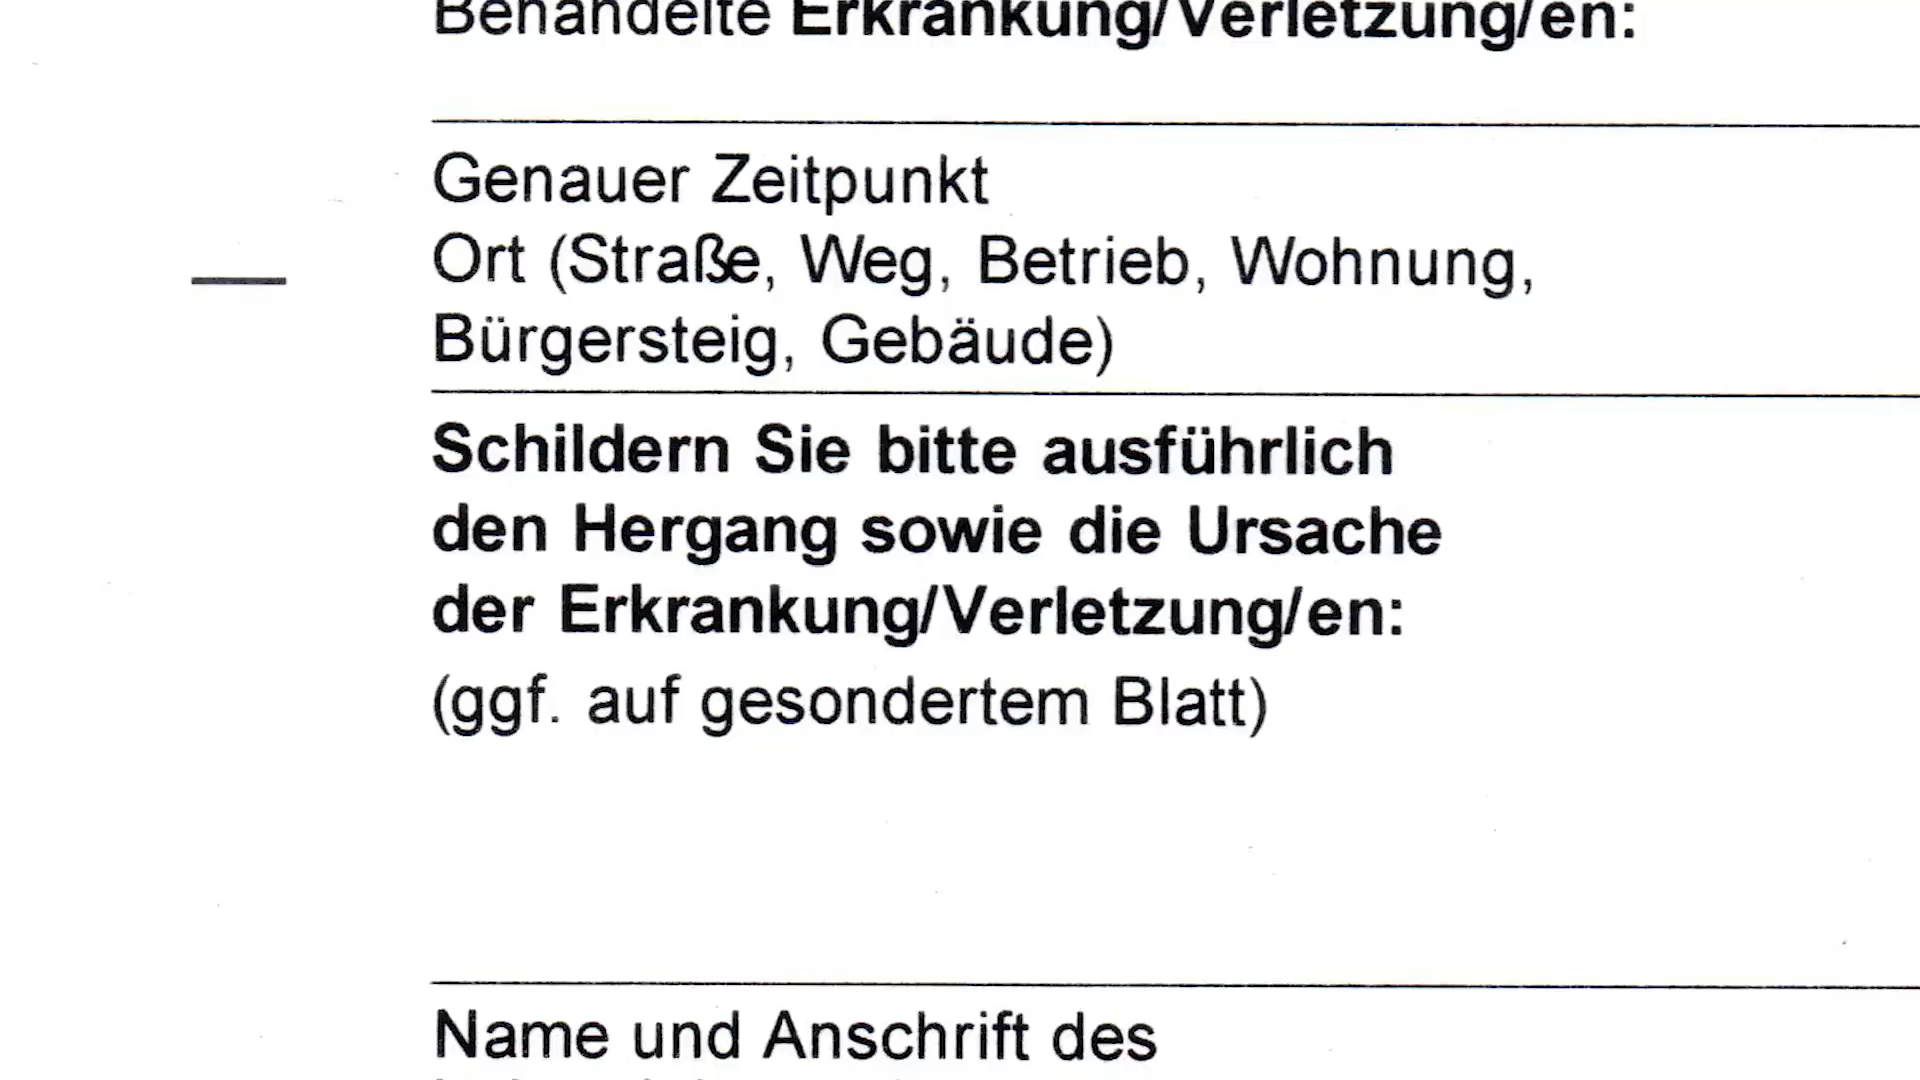 Behandelte Erkrankung/Verletzung/en:
Genauer Zeitpunkt
Ort (Straße, Weg, Betrieb, Wohnung,
Bürgersteig, Gebäude)
Schildern Sie bitte ausführlich
den Hergang sowie die Ursache
der Erkrankung/Verletzung/en:
(ggf. auf gesondertem Blatt)
Name und Anschrift des